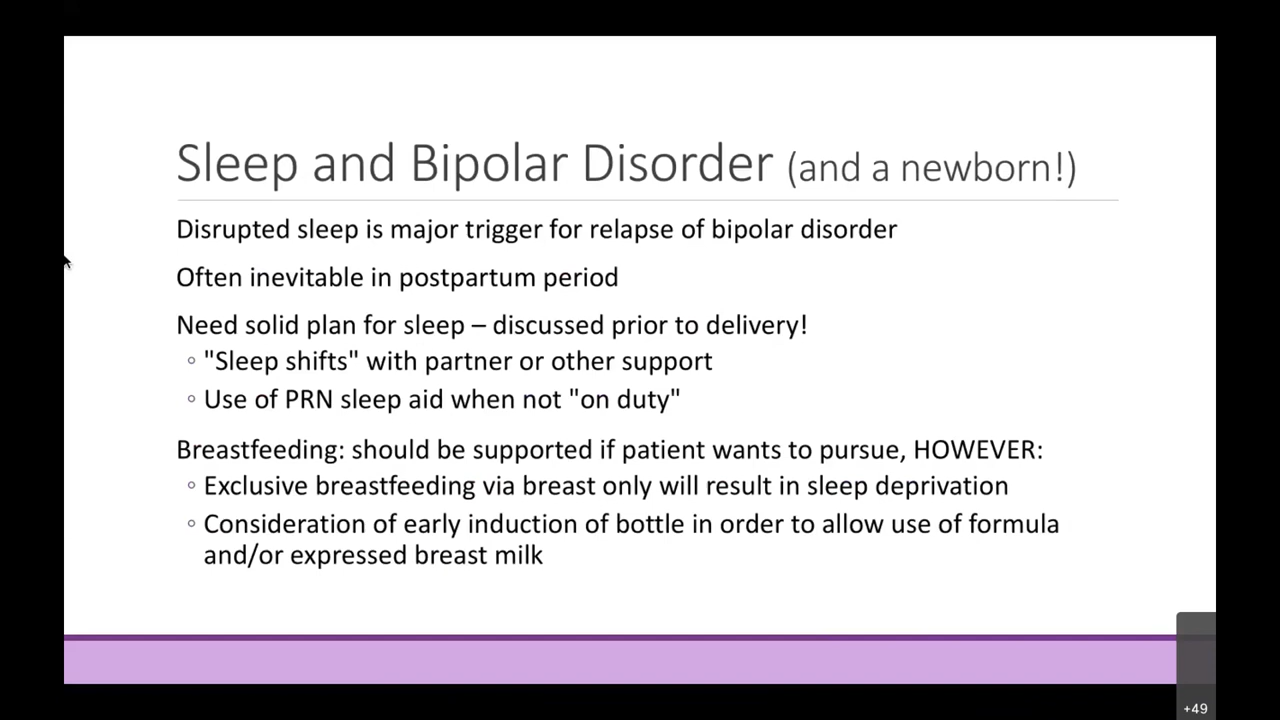 Sleep and Bipolar Disorder (and a newborn!)
Disrupted sleep is major trigger for relapse of bipolar disorder
Often inevitable in postpartum period
Need solid plan for sleep – discussed prior to delivery!
◦ "Sleep shifts" with partner or other support
◦ Use of PRN sleep aid when not "on duty"
Breastfeeding: should be supported if patient wants to pursue, HOWEVER:
◦ Exclusive breastfeeding via breast only will result in sleep deprivation
◦ Consideration of early induction of bottle in order to allow use of formula
and/or expressed breast milk
+49